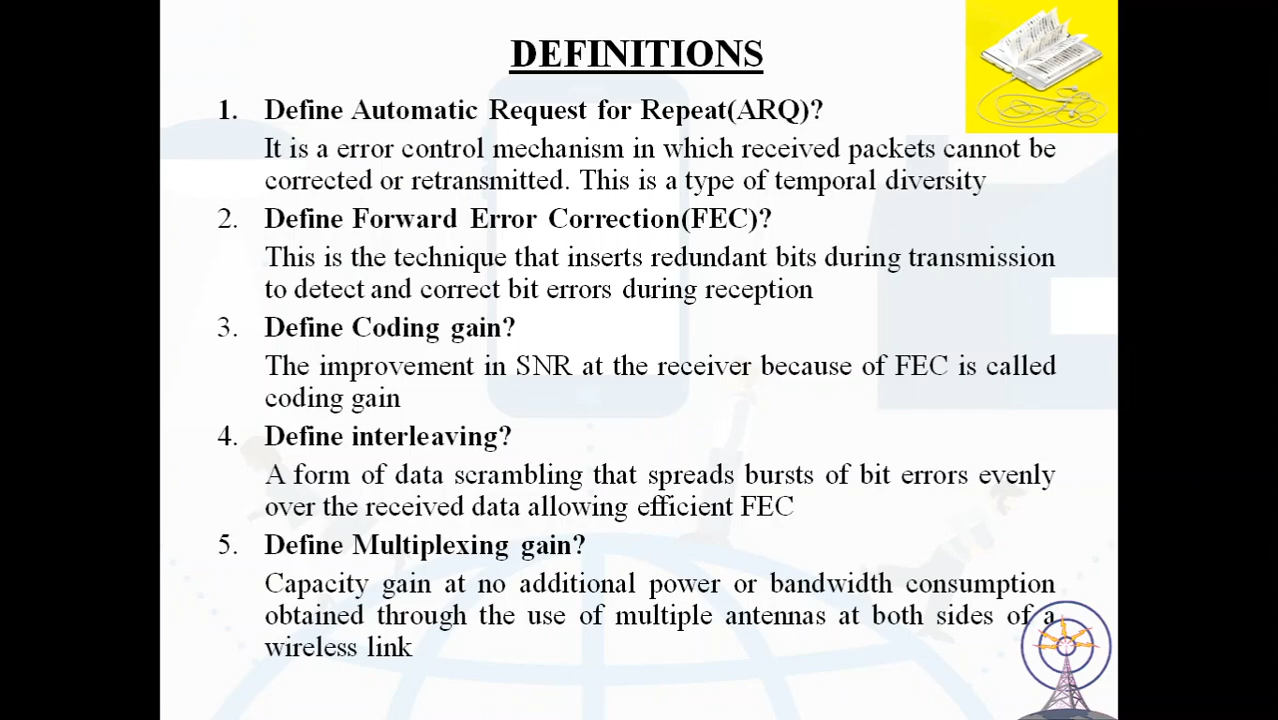 DEFINITIONS
1. Define Automatic Request for Repeat(ARQ)?
It is a error control mechanism in which received packets cannot be
corrected or retransmitted. This is a type of temporal diversity
2. Define Forward Error Correction(FEC)?
This is the technique that inserts redundant bits during transmission
to detect and correct bit errors during reception
3. Define Coding gain?
The improvement in SNR at the receiver because of FEC is called
coding gain
4. Define interleaving?
A form of data scrambling that spreads bursts of bit errors evenly
over the received data allowing efficient FEC
5. Define Multiplexing gain?
Capacity gain at no additional power or bandwidth consumption
obtained through the use of multiple antennas at both sides of a
wireless link